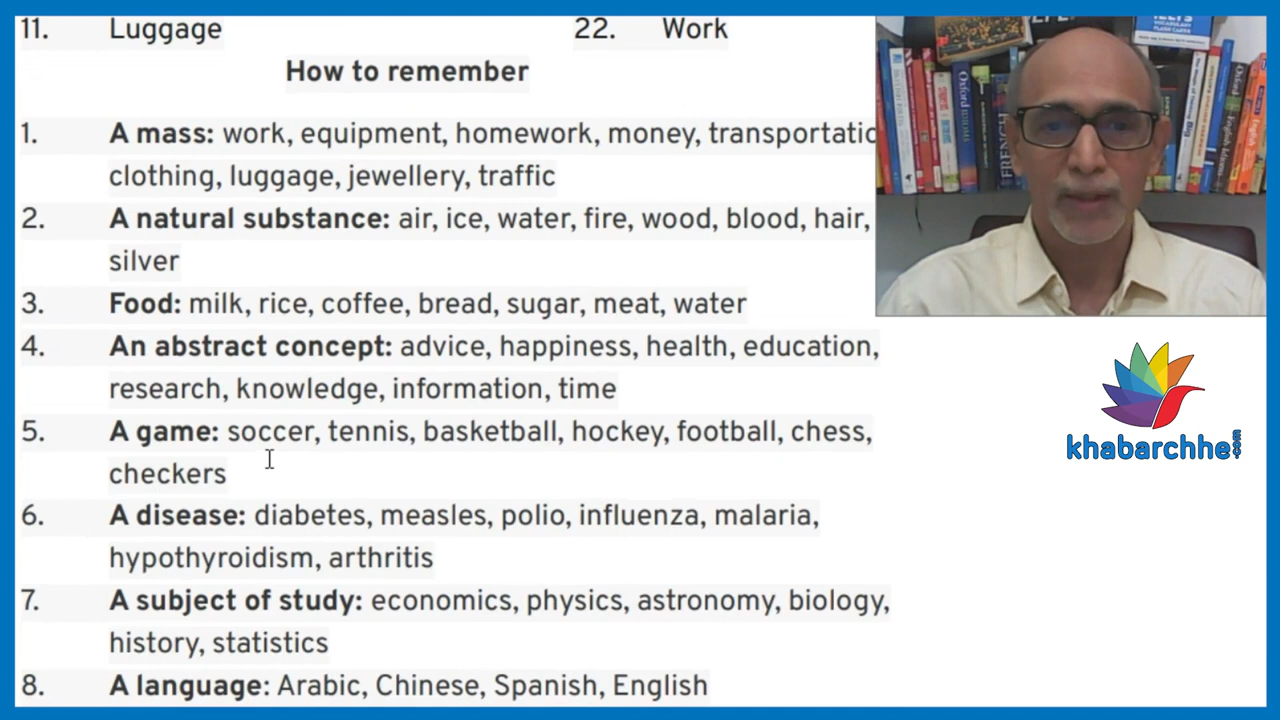 11. Luggage 22. Work
How to remember
1. A mass: work, equipment, homework, money, transportatio
clothing, luggage, jewellery, traffic
2. A natural substance: air, ice, water, fire, wood, blood, hair,
silver
3. Food: milk, rice, coffee, bread, sugar, meat, water
4. An abstract concept: advice, happiness, health, education,
research, knowledge, information, time
5. A game: soccer, tennis, basketball, hockey, football, chess,
checkers
6. A disease: diabetes, measles, polio, influenza, malaria,
hypothyroidism, arthritis
7. A subject of study: economics, physics, astronomy, biology,
history, statistics
8. A language: Arabic, Chinese, Spanish, English
khabarchhe.com
Oxford
FRENCH